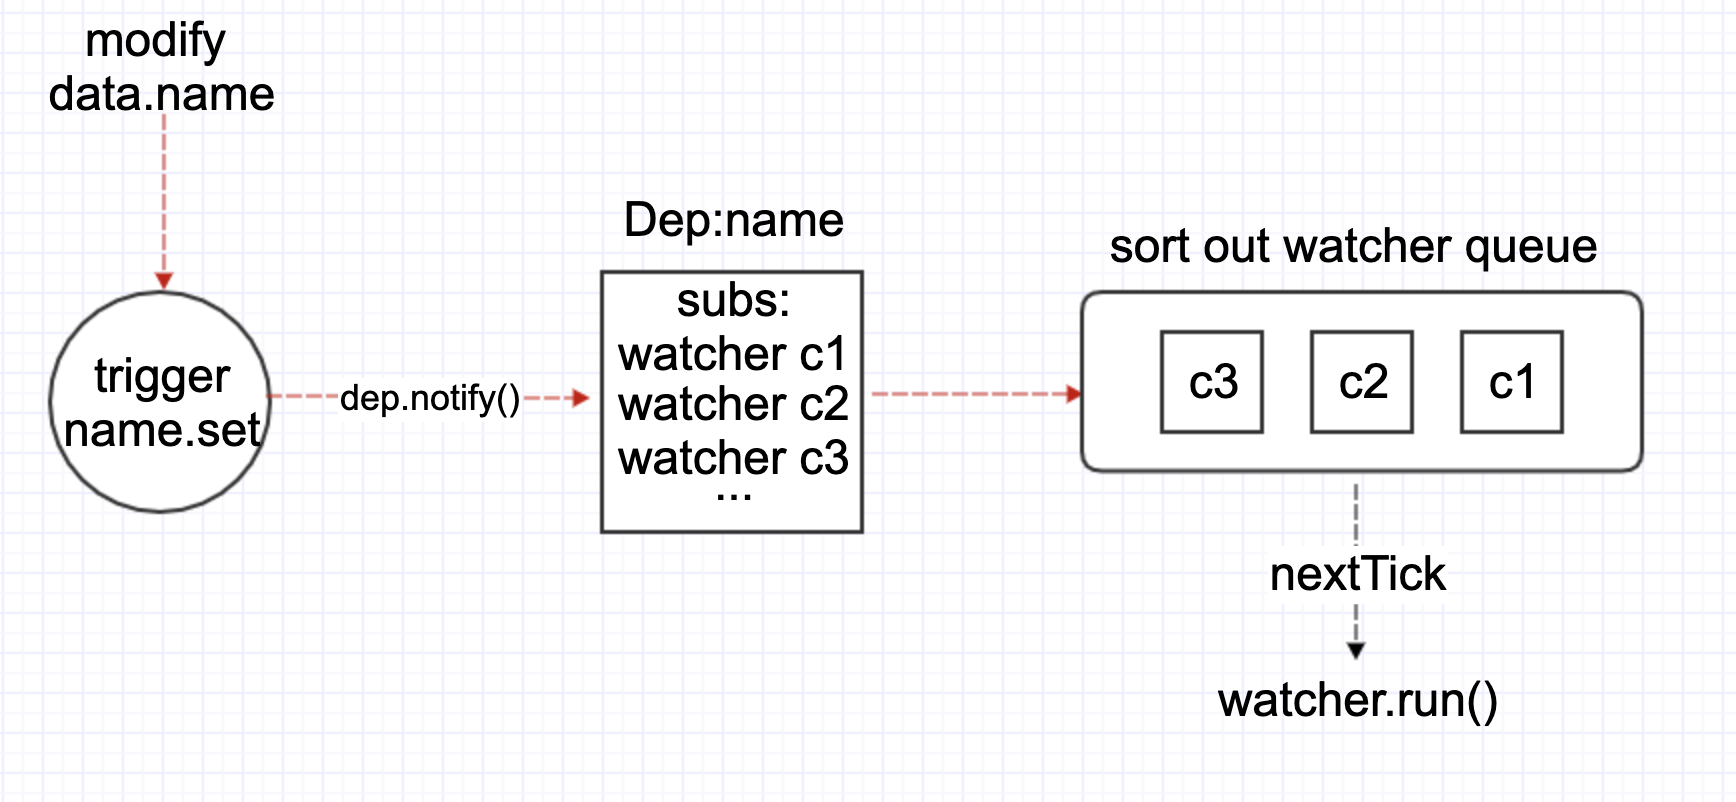 modify
data.name
trigger
name.set
dep.notify()
Dep:name
subs:
watcher c1
watcher c2
watcher c3
...
sort out watcher queue
c3
c2
c1
nextTick
watcher.run()